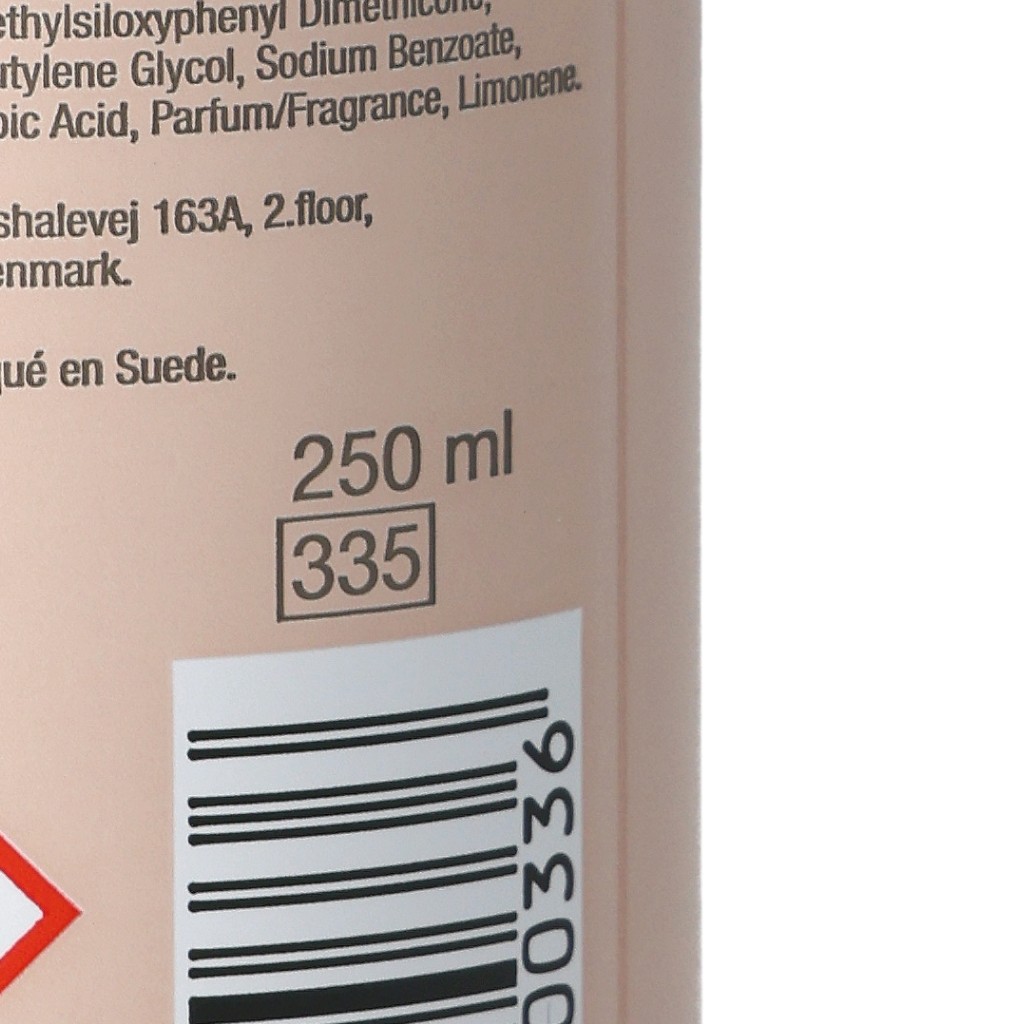 ethylsiloxyphenyl Dimethicone,
utylene Glycol, Sodium Benzoate,
bic Acid, Parfum/Fragrance, Limonene.
shalevej 163A, 2.floor,
enmark.
qué en Suede.
250 ml
335
00336